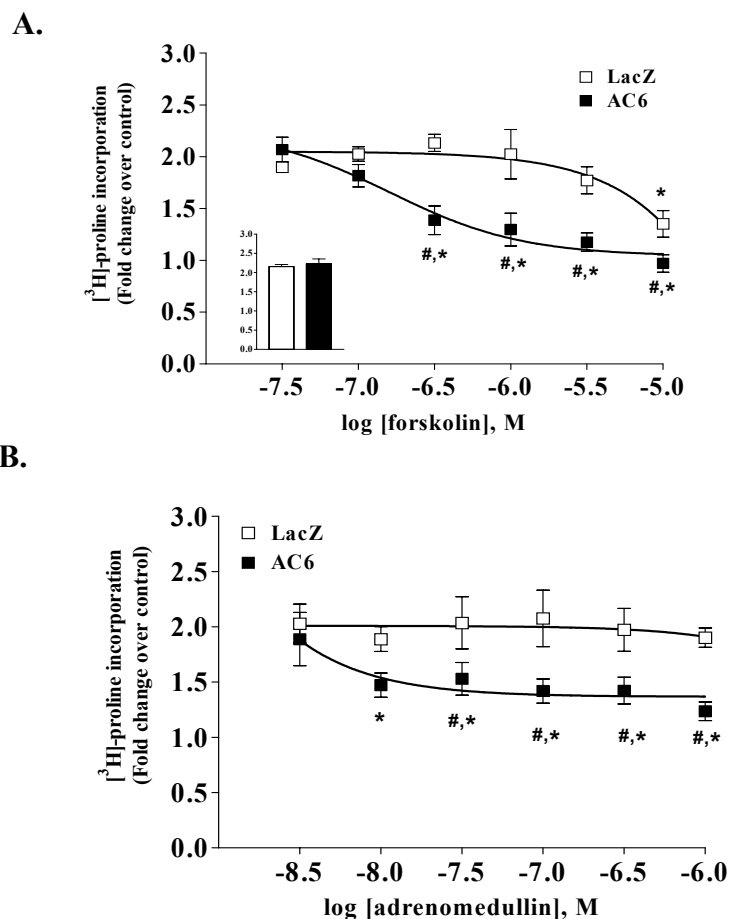 A.
[³H]-proline incorporation
(Fold change over control)
3.0
2.5
2.0
1.5
1.0
0.5
0.0
LacZ
AC6
*
#,*
#,*
#,*
#,*
3.0
2.5
2.0
1.5
1.0
0.5
0.0
-7.5 -7.0 -6.5 -6.0 -5.5 -5.0
log [forskolin], M
B.
[³H]-proline incorporation
(Fold change over control)
3.0
2.5
2.0
1.5
1.0
0.5
0.0
LacZ
AC6
* #,* #,* #,* #,*
-8.5 -8.0 -7.5 -7.0 -6.5 -6.0
log [adrenomedullin], M